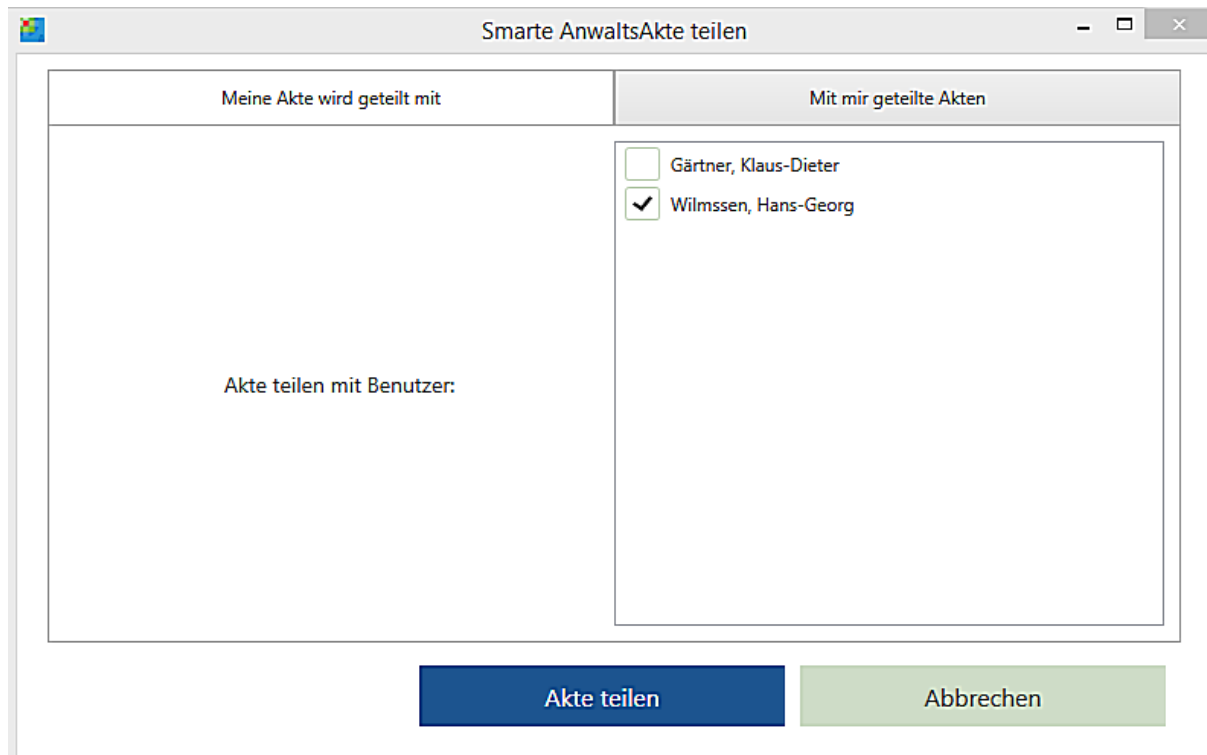 Smarte AnwaltsAkte teilen
Meine Akte wird geteilt mit
Mit mir geteilte Akten
Akte teilen mit Benutzer:
Gärtner, Klaus-Dieter
Wilmssen, Hans-Georg
Akte teilen
Abbrechen